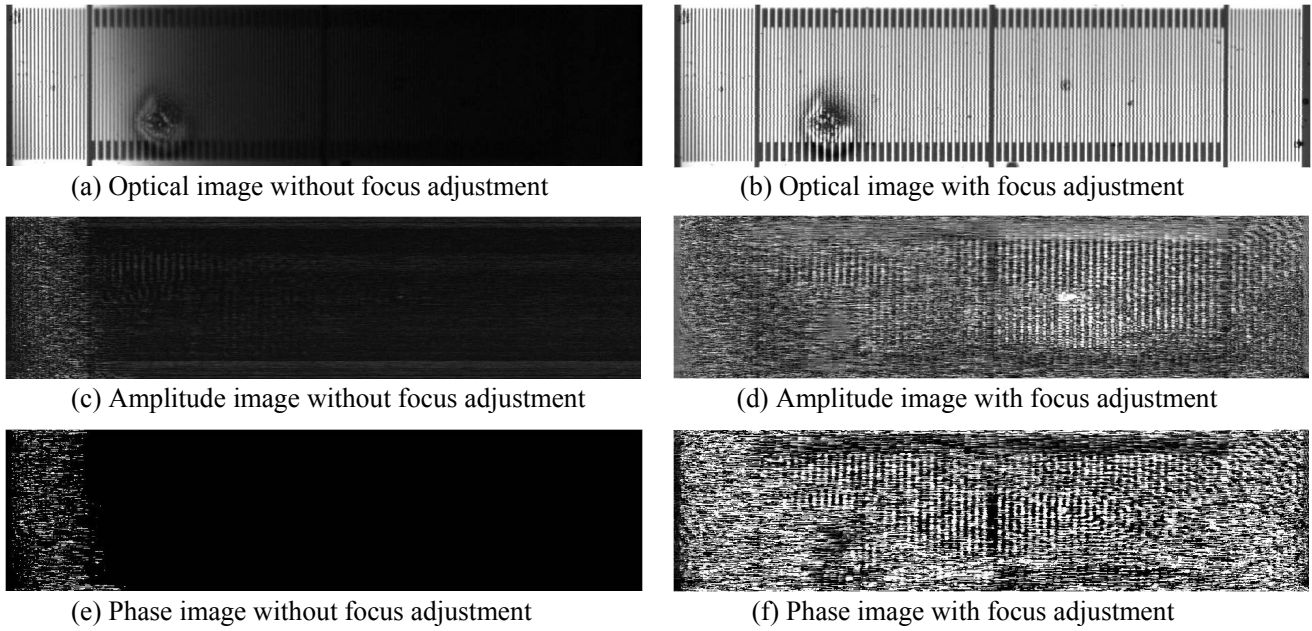 (a) Optical image without focus adjustment
(b) Optical image with focus adjustment
(c) Amplitude image without focus adjustment
(d) Amplitude image with focus adjustment
(e) Phase image without focus adjustment
(f) Phase image with focus adjustment